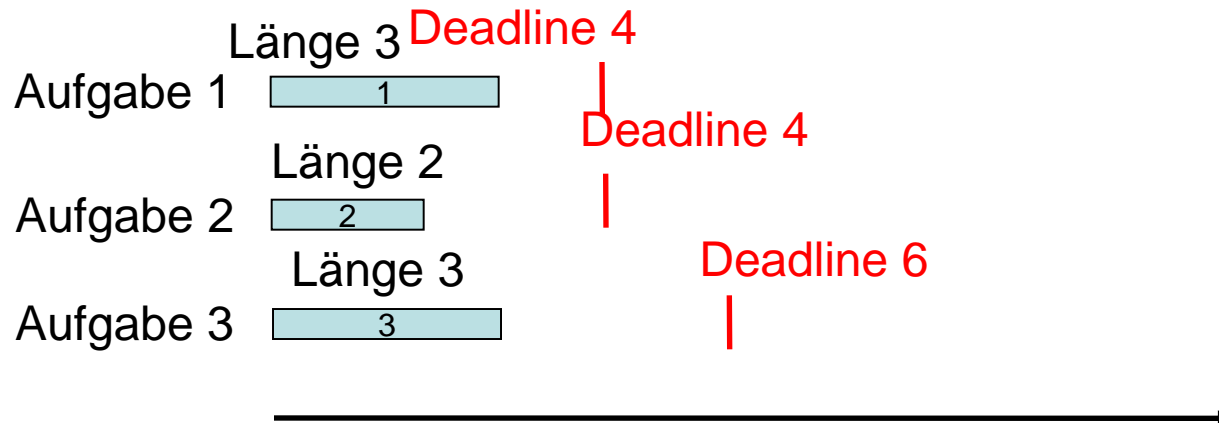 Länge 3 Deadline 4
Aufgabe 1 1
Deadline 4
Länge 2
Aufgabe 2 2
Deadline 6
Länge 3
Aufgabe 3 3